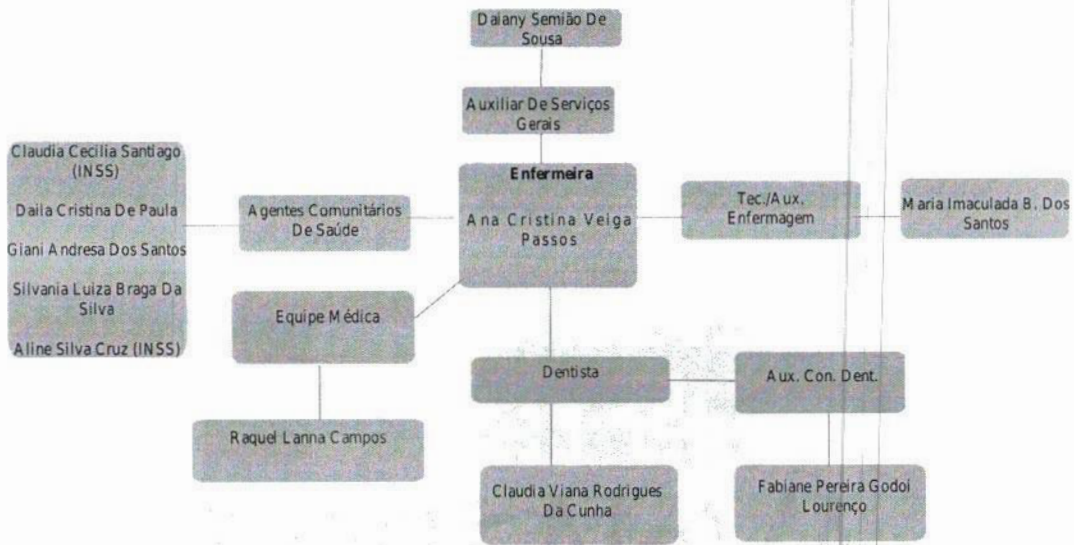 Daiany Semião De
Sousa
Auxiliar De Serviços
Gerais
Claudia Cecilia Santiago
(INSS)
Daila Cristina De Paula
Giani Andresa Dos Santos
Silvania Luiza Braga Da
Silva
Aline Silva Cruz (INSS)
Agentes Comunitários
De Saúde
Enfermeira
Ana Cristina Veiga
Passos
Tec./Aux.
Enfermagem
Maria Imaculada B. Dos
Santos
Equipe Médica
Raquel Lanna Campos
Dentista
Aux. Con. Dent.
Claudia Viana Rodrigues
Da Cunha
Fabiane Pereira Godoi
Lourenço